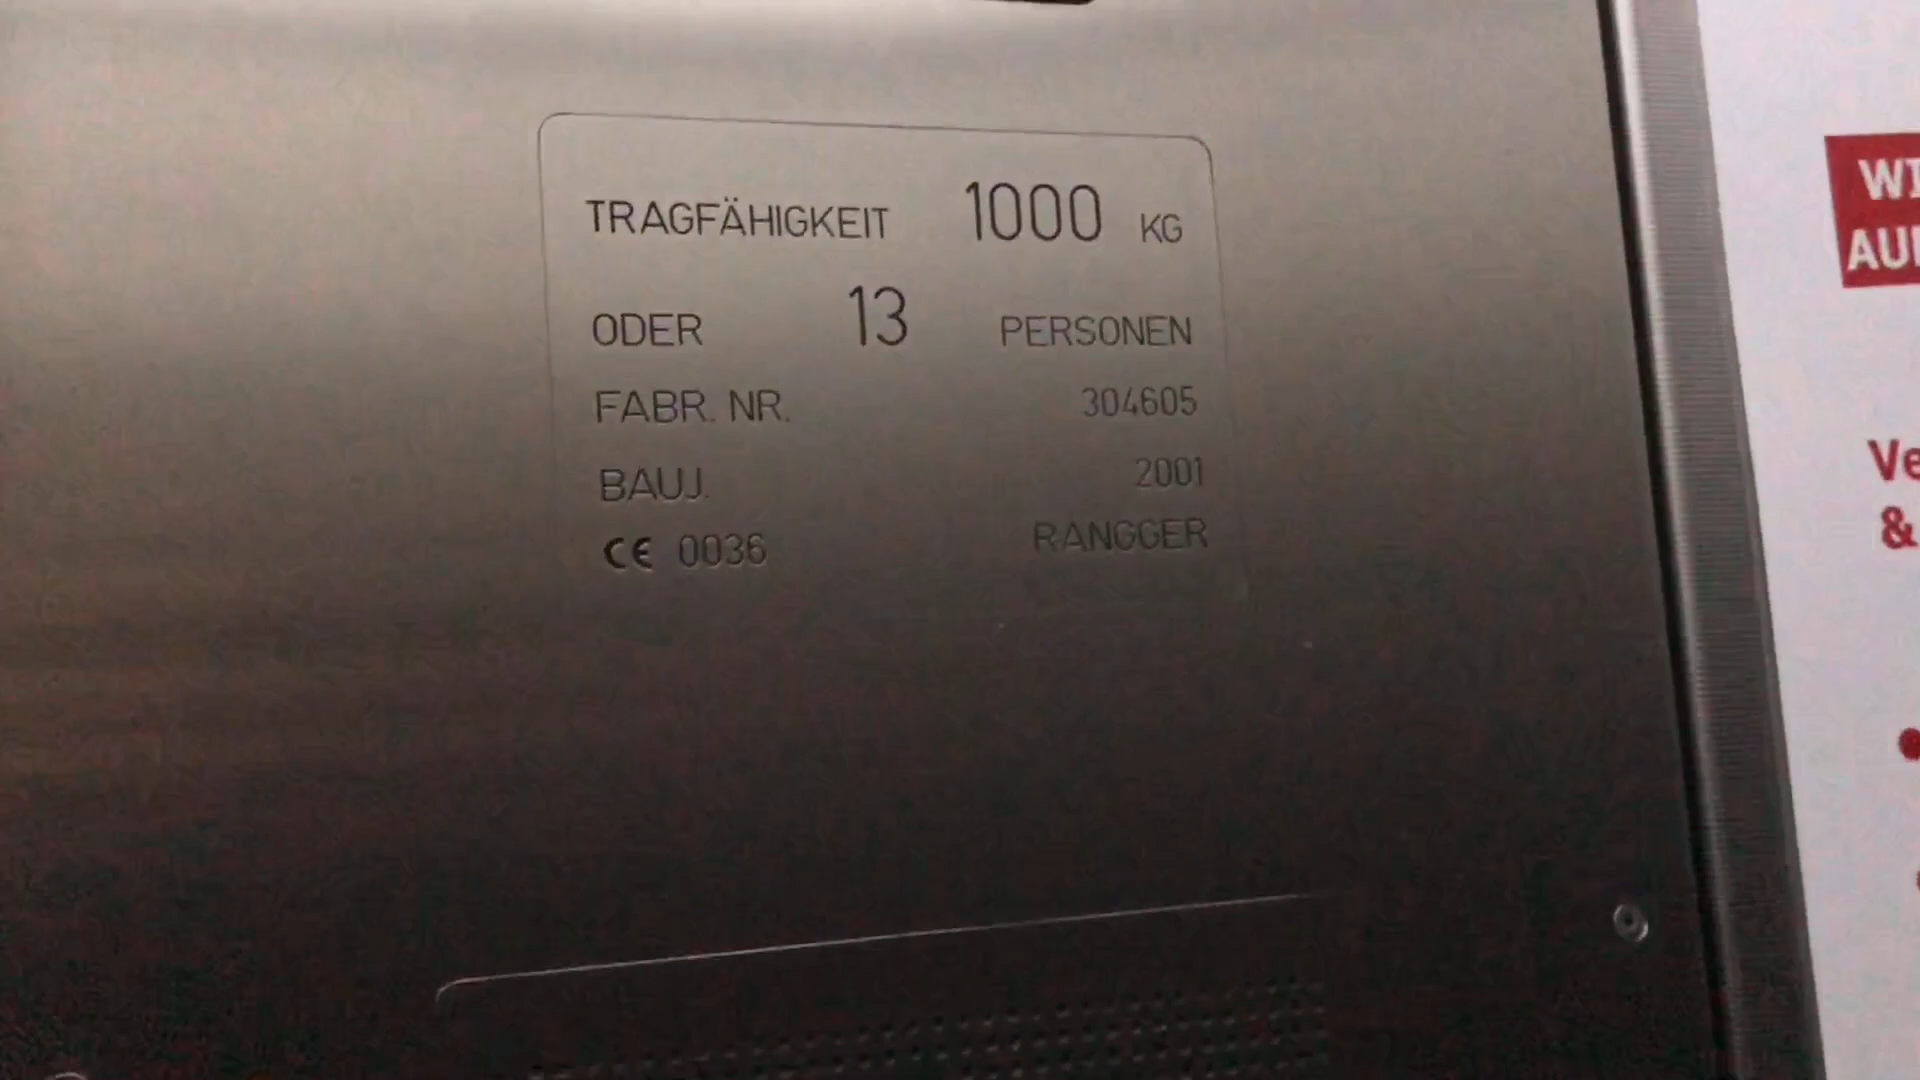 TRAGFÄHIGKEIT 1000 KG
ODER 13 PERSONEN
FABR. NR. 304605
BAUJ. 2001
CE 0036 RANGGER
&